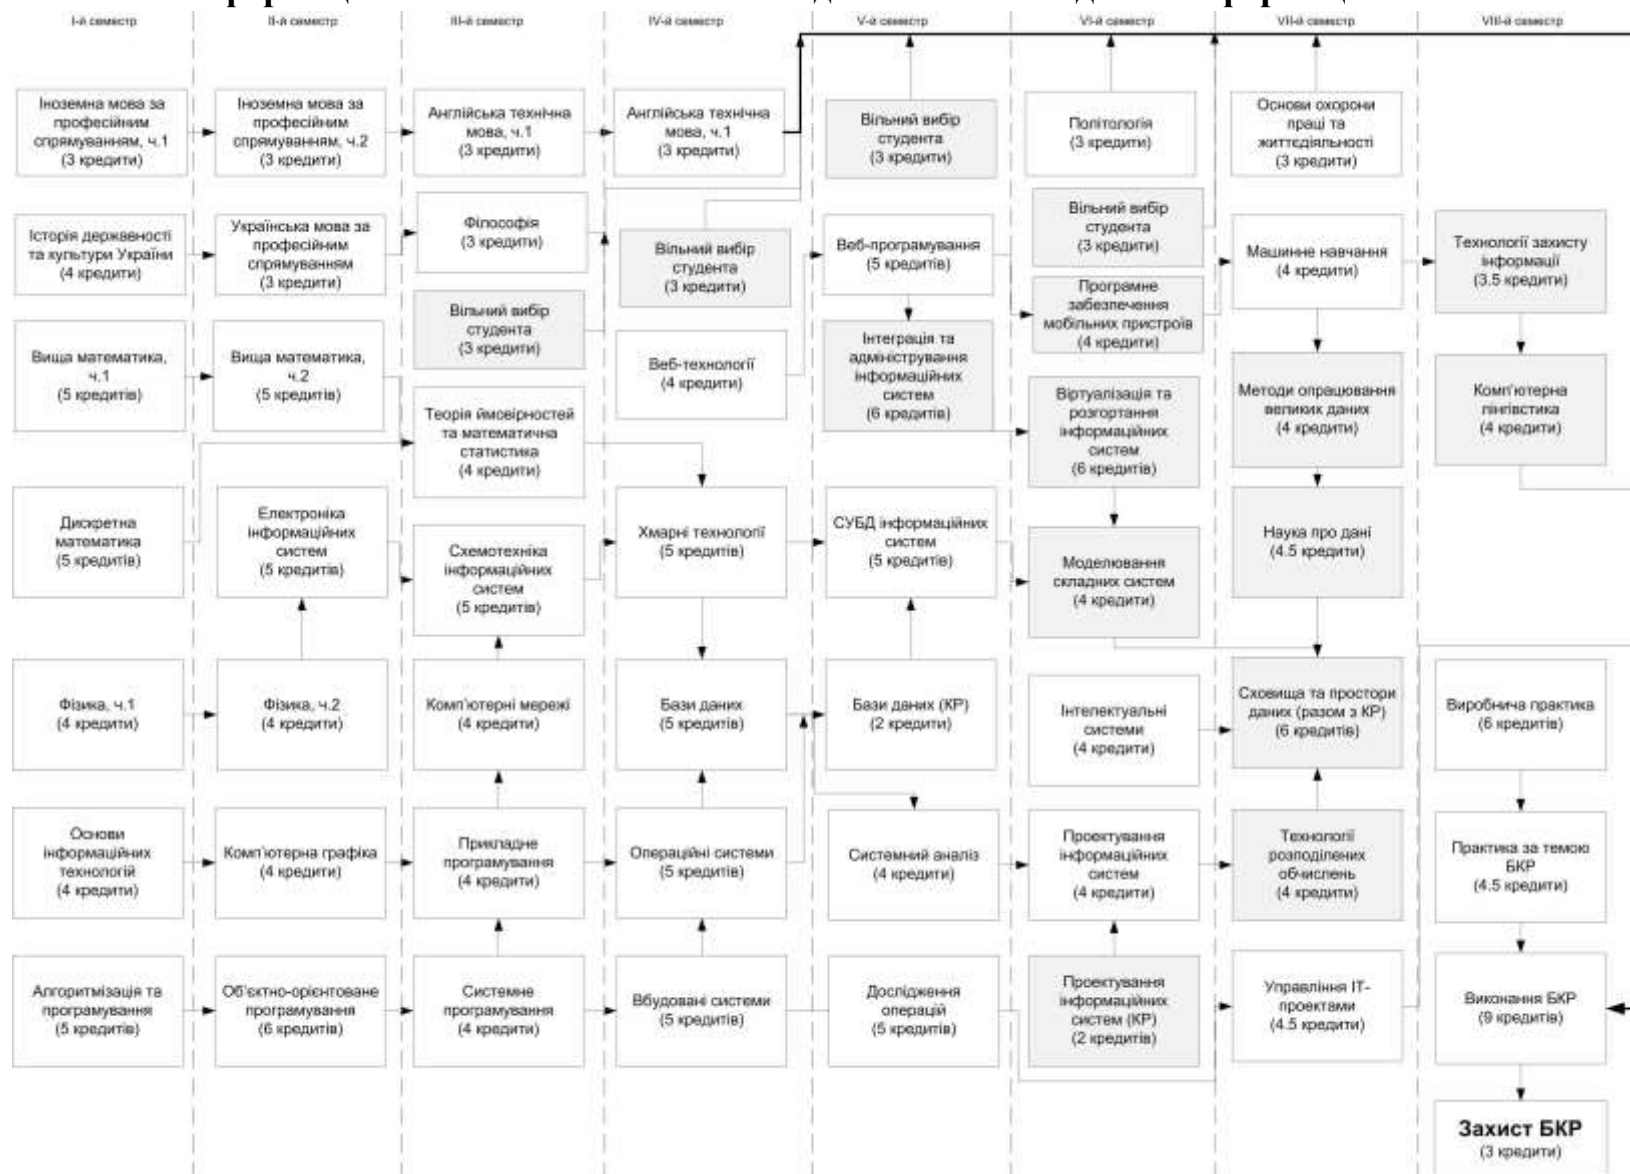 І-й семестр
ІІ-й семестр
ІІІ-й семестр
IV-й семестр
V-й семестр
VI-й семестр
VII-й семестр
VIII-й семестр
Іноземна мова за
професійним
спрямуванням, ч.1
(3 кредити)
Іноземна мова за
професійним
спрямуванням, ч.2
(3 кредити)
Англійська технічна
мова, ч.1
(3 кредити)
Англійська технічна
мова, ч.1
(3 кредити)
Вільний вибір
студента
(3 кредити)
Політологія
(3 кредити)
Основи охорони
праці та
життєдіяльності
(3 кредити)
Історія державності
та культури України
(4 кредити)
Українська мова за
професійним
спрямуванням
(3 кредити)
Філософія
(3 кредити)
Вільний вибір
студента
(3 кредити)
Веб-програмування
(5 кредитів)
Вільний вибір
студента
(3 кредити)
Машинне навчання
(4 кредити)
Технології захисту
інформації
(3.5 кредити)
Вільний вибір
студента
(3 кредити)
Програмне
забезпечення
мобільних пристроїв
(4 кредити)
Вища математика,
ч.1
(5 кредитів)
Вища математика,
ч.2
(5 кредитів)
Веб-технології
(4 кредити)
Інтеграція та
адміністрування
інформаційних
систем
(6 кредитів)
Теорія ймовірностей
та математична
статистика
(4 кредити)
Віртуалізація та
розгортання
інформаційних
систем
(6 кредитів)
Методи опрацювання
великих даних
(4 кредити)
Комп'ютерна
лінгвістика
(4 кредити)
Дискретна
математика
(5 кредитів)
Електроніка
інформаційних
систем
(5 кредитів)
Схемотехніка
інформаційних
систем
(5 кредитів)
Хмарні технології
(5 кредитів)
СУБД інформаційних
систем
(5 кредитів)
Моделювання
складних систем
(4 кредити)
Наука про дані
(4.5 кредити)
Фізика, ч.1
(4 кредити)
Фізика, ч.2
(4 кредити)
Комп'ютерні мережі
(4 кредити)
Бази даних
(5 кредитів)
Бази даних (КР)
(2 кредити)
Інтелектуальні
системи
(4 кредити)
Сховища та простори
даних (разом з КР)
(6 кредитів)
Виробнича практика
(6 кредитів)
Основи
інформаційних
технологій
(4 кредити)
Комп'ютерна графіка
(4 кредити)
Прикладне
програмування
(4 кредити)
Операційні системи
(5 кредитів)
Системний аналіз
(4 кредити)
Проектування
інформаційних
систем
(4 кредити)
Технології
розподілених
обчислень
(4 кредити)
Практика за темою
БКР
(4.5 кредити)
Алгоритмізація та
програмування
(5 кредитів)
Об'єктно-орієнтоване
програмування
(6 кредитів)
Системне
програмування
(4 кредити)
Вбудовані системи
(5 кредитів)
Дослідження
операцій
(5 кредитів)
Проектування
інформаційних
систем (КР)
(2 кредитів)
Управління ІТ-
проектами
(4.5 кредити)
Виконання БКР
(9 кредитів)
Захист БКР
(3 кредити)